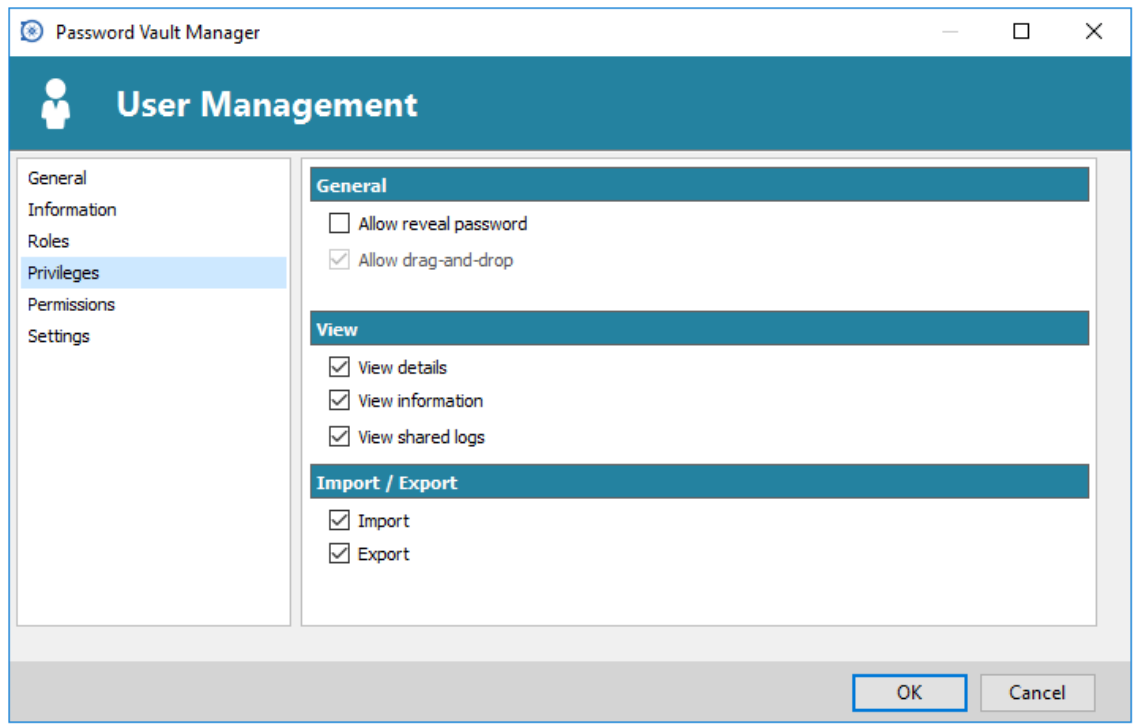 Password Vault Manager
User Management
General
Information
Roles
Privileges
Permissions
Settings
General
Allow reveal password
Allow drag-and-drop
View
View details
View information
View shared logs
Import / Export
Import
Export
OK
Cancel